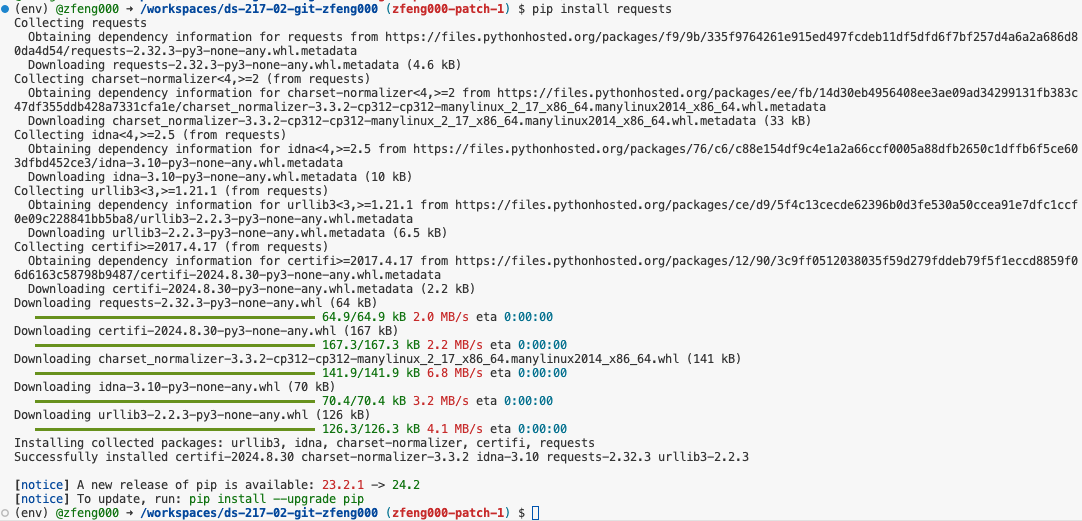 (env) @zfeng000 → /workspaces/ds-217-02-git-zfeng000 (zfeng000-patch-1) $ pip install requests
Collecting requests
Obtaining dependency information for requests from https://files.pythonhosted.org/packages/f9/9b/335f9764261e915ed497fcdeb11df5dfd6f7bf257d4a6a2a686d8
0da4d54/requests-2.32.3-py3-none-any.whl.metadata
Downloading requests-2.32.3-py3-none-any.whl.metadata (4.6 kB)
Collecting charset-normalizer<4,>=2 (from requests)
Obtaining dependency information for charset-normalizer<4,>=2 from https://files.pythonhosted.org/packages/ee/fb/14d30eb4956408ee3ae09ad34299131fb383c
47df355ddb428a7331cfa1e/charset_normalizer-3.3.2-cp312-cp312-manylinux_2_17_x86_64.manylinux2014_x86_64.whl.metadata
Downloading charset_normalizer-3.3.2-cp312-cp312-manylinux_2_17_x86_64.manylinux2014_x86_64.whl.metadata (33 kB)
Collecting idna<4,>=2.5 (from requests)
Obtaining dependency information for idna<4,>=2.5 from https://files.pythonhosted.org/packages/76/c6/c88e154df9c4e1a2a66ccf0005a88dfb2650c1dffb6f5ce60
3dfbd452ce3/idna-3.10-py3-none-any.whl.metadata
Downloading idna-3.10-py3-none-any.whl.metadata (10 kB)
Collecting urllib3<3,>=1.21.1 (from requests)
Obtaining dependency information for urllib3<3,>=1.21.1 from https://files.pythonhosted.org/packages/ce/d9/5f4c13cecde62396b0d3fe530a50ccea91e7dfc1ccf
0e09c228841bb5ba8/urllib3-2.2.3-py3-none-any.whl.metadata
Downloading urllib3-2.2.3-py3-none-any.whl.metadata (6.5 kB)
Collecting certifi>=2017.4.17 (from requests)
Obtaining dependency information for certifi>=2017.4.17 from https://files.pythonhosted.org/packages/12/90/3c9ff0512038035f59d279fddeb79f5f1eccd8859f0
6d6163c58798b9487/certifi-2024.8.30-py3-none-any.whl.metadata
Downloading certifi-2024.8.30-py3-none-any.whl.metadata (2.2 kB)
Downloading requests-2.32.3-py3-none-any.whl (64 kB)
64.9/64.9 kB 2.0 MB/s eta 0:00:00
Downloading certifi-2024.8.30-py3-none-any.whl (167 kB)
167.3/167.3 kB 2.2 MB/s eta 0:00:00
Downloading charset_normalizer-3.3.2-cp312-cp312-manylinux_2_17_x86_64.manylinux2014_x86_64.whl (141 kB)
141.9/141.9 kB 6.8 MB/s eta 0:00:00
Downloading idna-3.10-py3-none-any.whl (70 kB)
70.4/70.4 kB 3.2 MB/s eta 0:00:00
Downloading urllib3-2.2.3-py3-none-any.whl (126 kB)
126.3/126.3 kB 4.1 MB/s eta 0:00:00
Installing collected packages: urllib3, idna, charset-normalizer, certifi, requests
Successfully installed certifi-2024.8.30 charset-normalizer-3.3.2 idna-3.10 requests-2.32.3 urllib3-2.2.3
[notice] A new release of pip is available: 23.2.1 -> 24.2
[notice] To update, run: pip install --upgrade pip
(env) @zfeng000 → /workspaces/ds-217-02-git-zfeng000 (zfeng000-patch-1) $